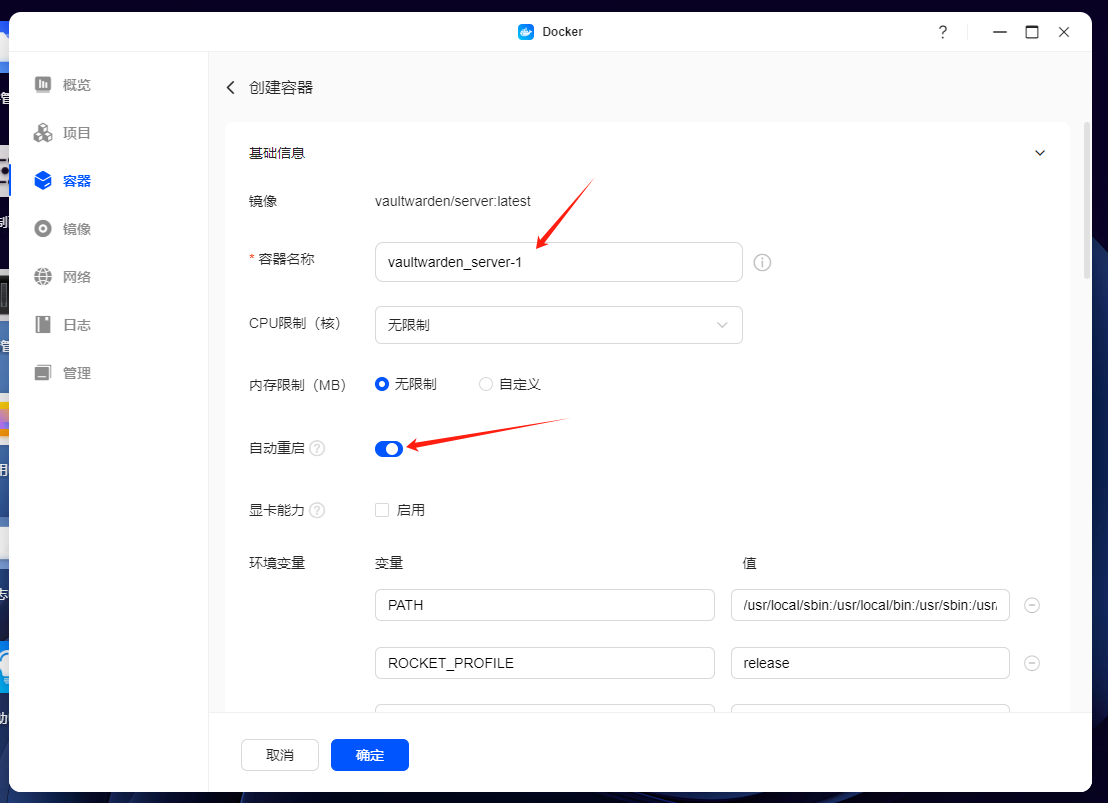 Docker
?
概览
项目
容器
镜像
网络
日志
管理
创建容器
基础信息
镜像 vaultwarden/server:latest
* 容器名称 vaultwarden_server-1
CPU限制（核） 无限制
内存限制（MB） 无限制 自定义
自动重启 ?
显卡能力 ? 启用
环境变量 变量 值
PATH /usr/local/sbin:/usr/local/bin:/usr/sbin:/usr/
ROCKET_PROFILE release
取消 确定